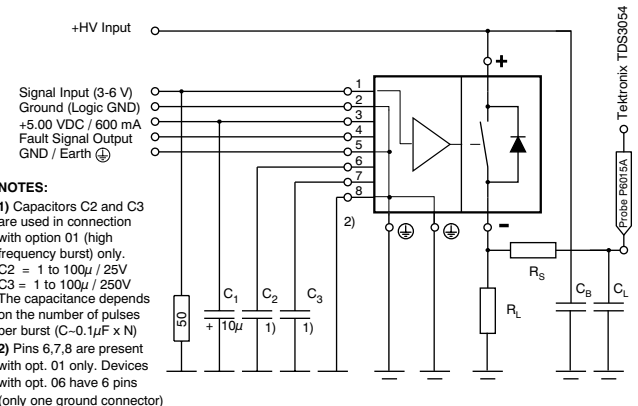 +HV Input
Tektronix TDS3054
Signal Input (3-6 V)
Ground (Logic GND)
+5.00 VDC / 600 mA
Fault Signal Output
GND / Earth
1
2
3
4
5
6
7
8
2)
+
-
Probe P6015A
NOTES:
1) Capacitors C2 and C3
are used in connection
with option 01 (high
frequency burst) only.
C2 = 1 to 100µ / 25V
C3 = 1 to 100µ / 250V
The capacitance depends
on the number of pulses
per burst (C~0.1µF x N)
2) Pins 6,7,8 are present
with opt. 01 only. Devices
with opt. 06 have 6 pins
(only one ground connector)
50
C1
+ 10µ
C2
1)
C3
1)
RS
RL
CB
CL